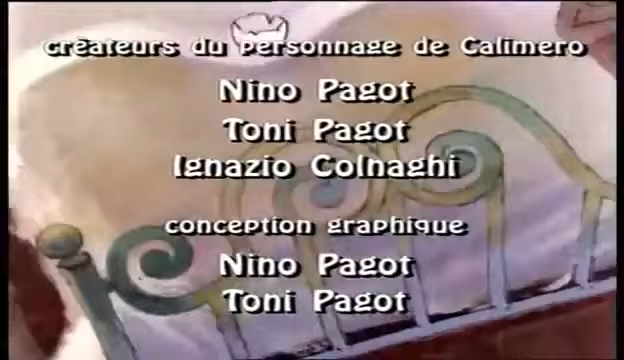 créateurs du personnage de Calimero
Nino Pagot
Toni Pagot
Ignazio Colnaghi
conception graphique
Nino Pagot
Toni Pagot